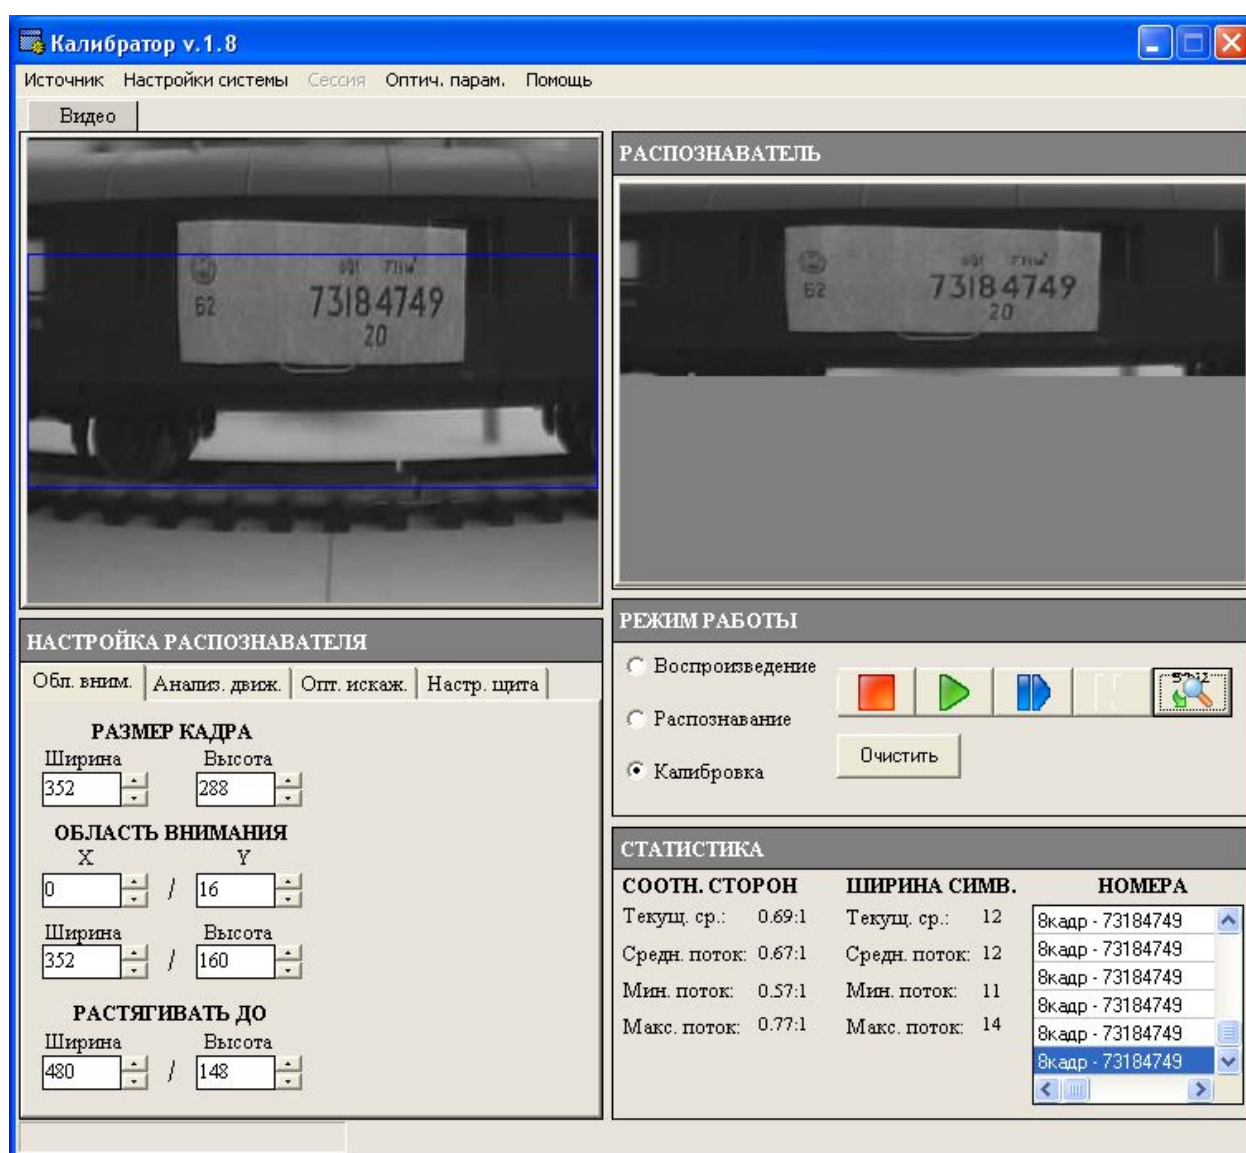 Калибратор v.1.8
Источник Настройки системы Сессия Оптич. парам. Помощь
Видео
62
73184749
20
РАСПОЗНАВАТЕЛЬ
62
73184749
20
НАСТРОЙКА РАСПОЗНАВАТЕЛЯ
Обл. вним. Анализ. движ. Опт. искаж. Настр. щита
РАЗМЕР КАДРА
Ширина Высота
352 288
ОБЛАСТЬ ВНИМАНИЯ
X Y
0 / 16
Ширина Высота
352 / 160
РАСТЯГИВАТЬ ДО
Ширина Высота
480 / 148
РЕЖИМ РАБОТЫ
Воспроизведение
Распознавание
Калибровка
Очистить
СТАТИСТИКА
СООТН. СТОРОН ШИРИНА СИМВ. НОМЕРА
Текущ. ср.: 0.69:1 Текущ. ср.: 12
Средн. поток: 0.67:1 Средн. поток: 12
Мин. поток: 0.57:1 Мин. поток: 11
Макс. поток: 0.77:1 Макс. поток: 14
8кадр - 73184749
8кадр - 73184749
8кадр - 73184749
8кадр - 73184749
8кадр - 73184749
8кадр - 73184749